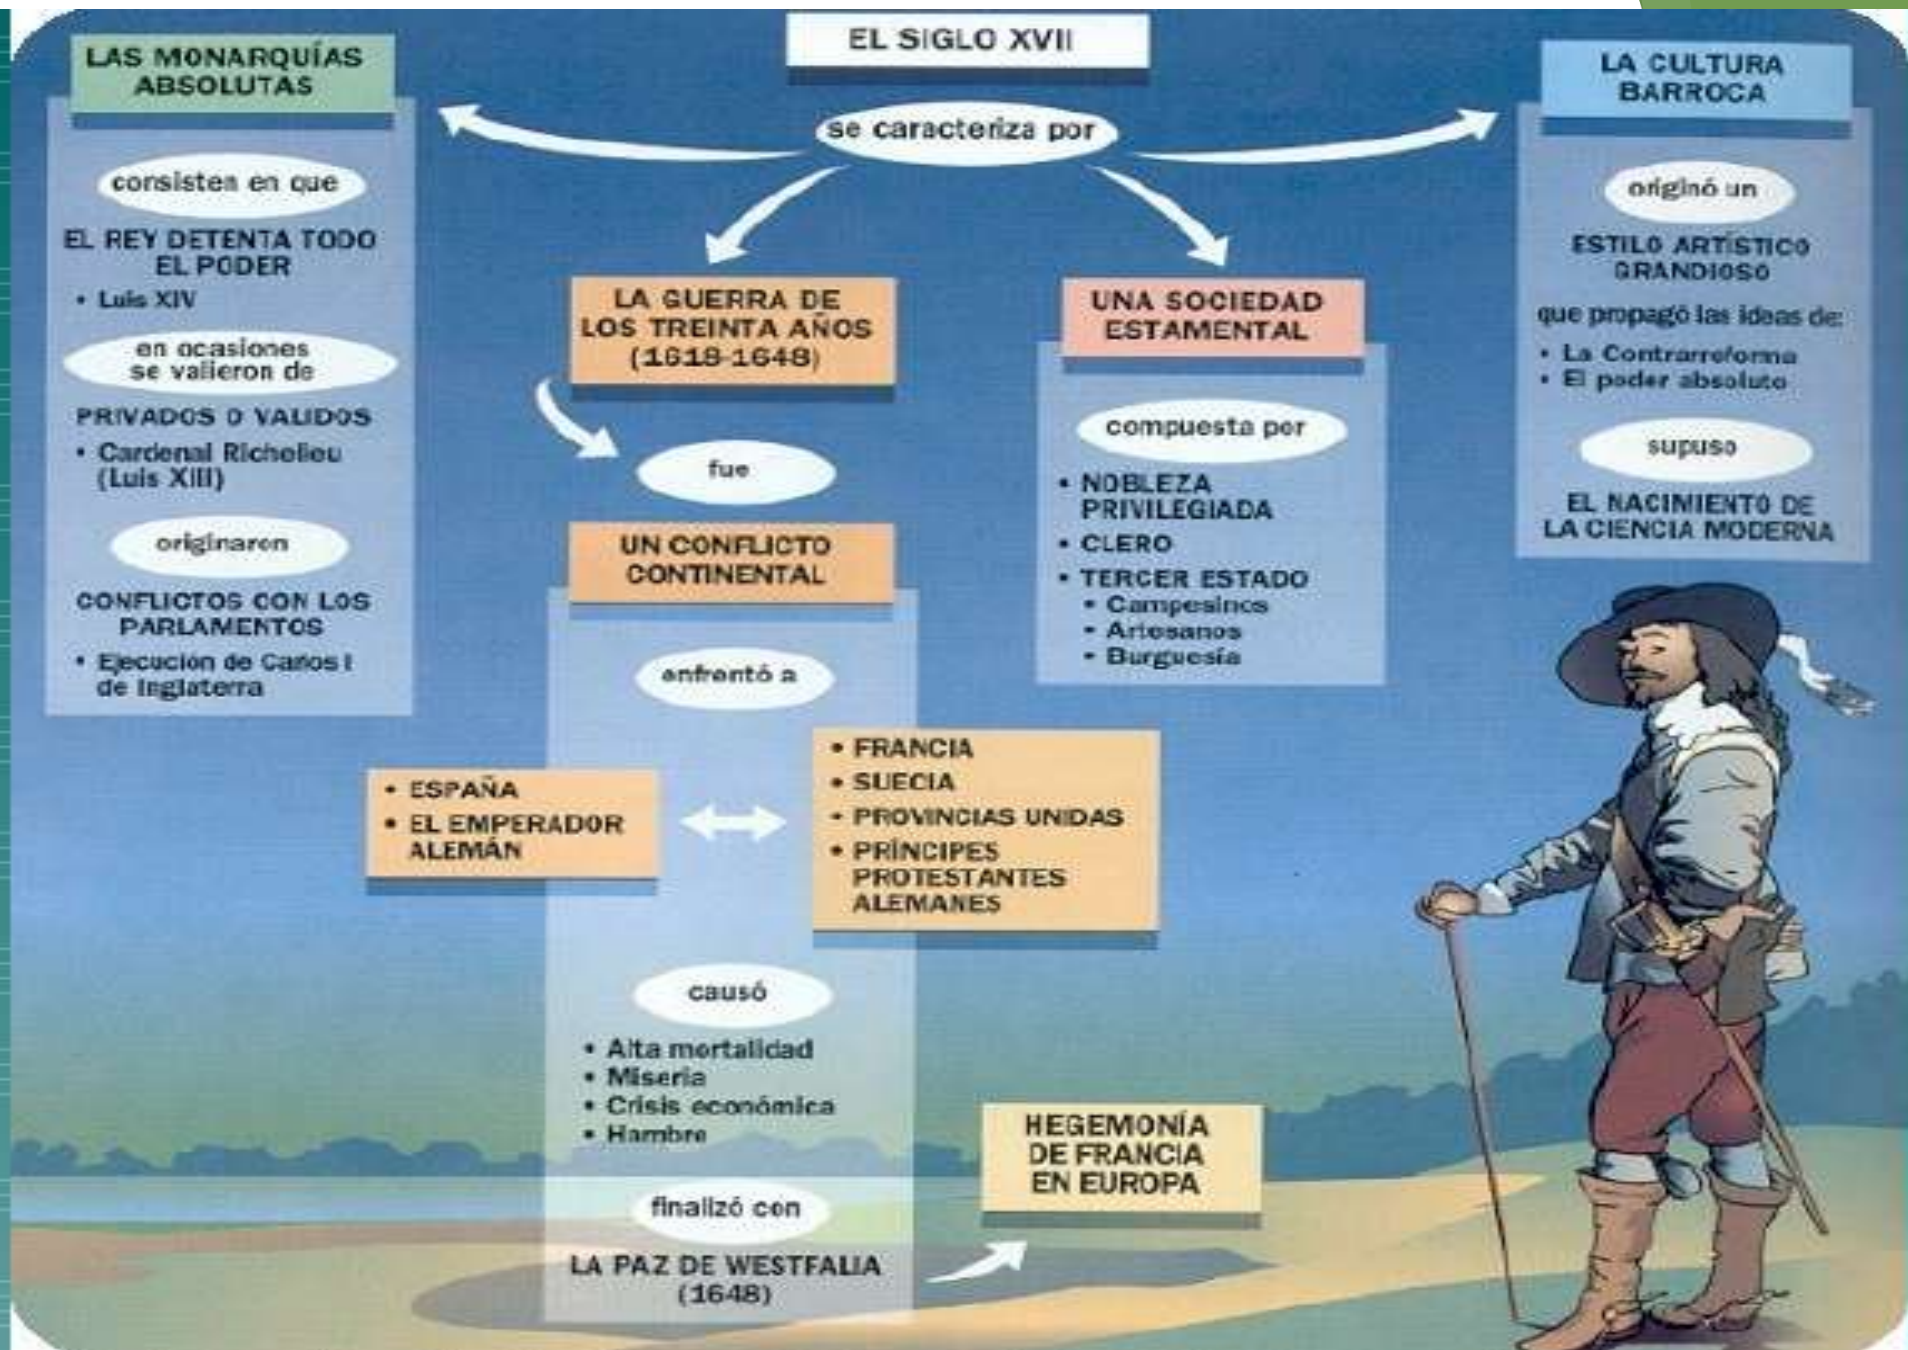 EL SIGLO XVII
se caracteriza por
LAS MONARQUÍAS
ABSOLUTAS
consisten en que
EL REY DETENTA TODO
EL PODER
• Luis XIV
en ocasiones
se valieron de
PRIVADOS O VALIDOS
• Cardenal Richelieu
(Luis XIII)
originaron
CONFLICTOS CON LOS
PARLAMENTOS
• Ejecución de Carlos I
de Inglaterra
LA GUERRA DE
LOS TREINTA AÑOS
(1618-1648)
fue
UN CONFLICTO
CONTINENTAL
enfrentó a
• ESPAÑA
• EL EMPERADOR
ALEMÁN
• FRANCIA
• SUECIA
• PROVINCIAS UNIDAS
• PRÍNCIPES
PROTESTANTES
ALEMANES
causó
• Alta mortalidad
• Miseria
• Crisis económica
• Hambre
finalizó con
LA PAZ DE WESTFALIA
(1648)
HEGEMONÍA
DE FRANCIA
EN EUROPA
UNA SOCIEDAD
ESTAMENTAL
compuesta por
• NOBLEZA
PRIVILEGIADA
• CLERO
• TERCER ESTADO
• Campesinos
• Artesanos
• Burguesía
LA CULTURA
BARROCA
originó un
ESTILO ARTÍSTICO
GRANDIOSO
que propagó las ideas de:
• La Contrarreforma
• El poder absoluto
supuso
EL NACIMIENTO DE
LA CIENCIA MODERNA